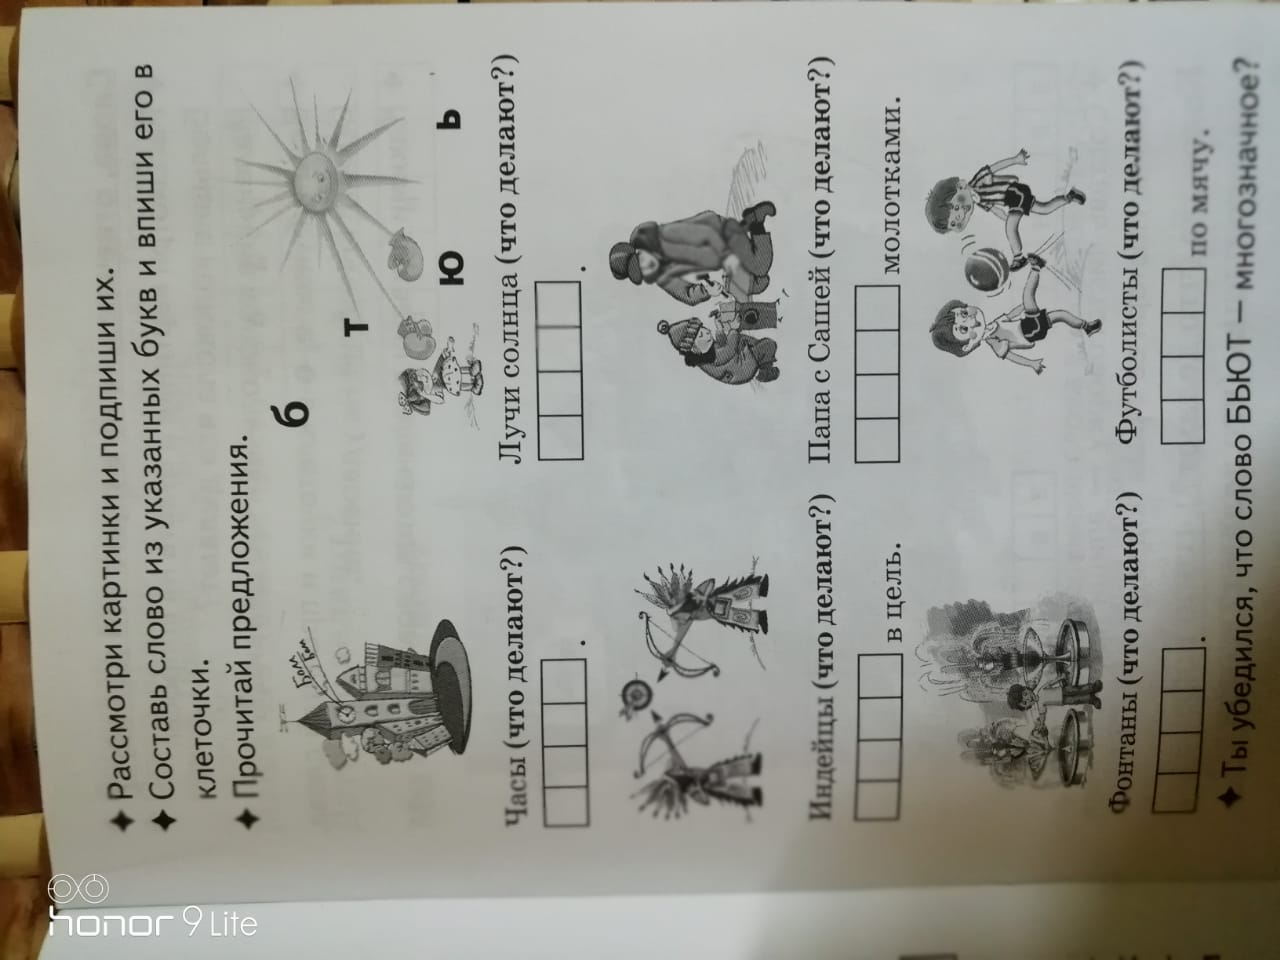 ✦ Рассмотри картинки и подпиши их.
✦ Составь слово из указанных букв и впиши его в
клеточки.
✦ Прочитай предложения.
Бом
бом
б
т
ю
ь
Часы (что делают?)
.
Лучи солнца (что делают?)
.
Индейцы (что делают?)
в цель.
Папа с Сашей (что делают?)
молотками.
Фонтаны (что делают?)
.
Футболисты (что делают?)
по мячу.
✦ Ты убедился, что слово БЬЮТ — многозначное?
honor 9 Lite